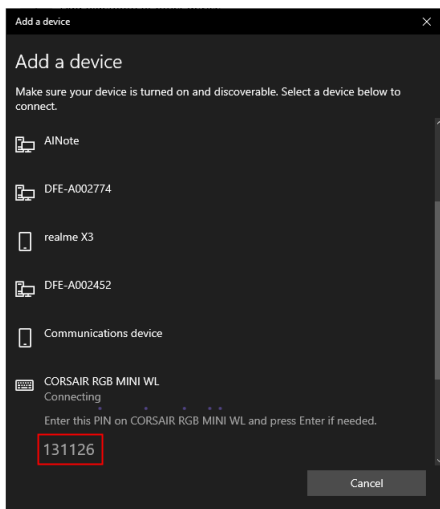 Add a device
Add a device
Make sure your device is turned on and discoverable. Select a device below to
connect.
AINote
DFE-A002774
realme X3
DFE-A002452
Communications device
CORSAIR RGB MINI WL
Connecting
Enter this PIN on CORSAIR RGB MINI WL and press Enter if needed.
131126
Cancel